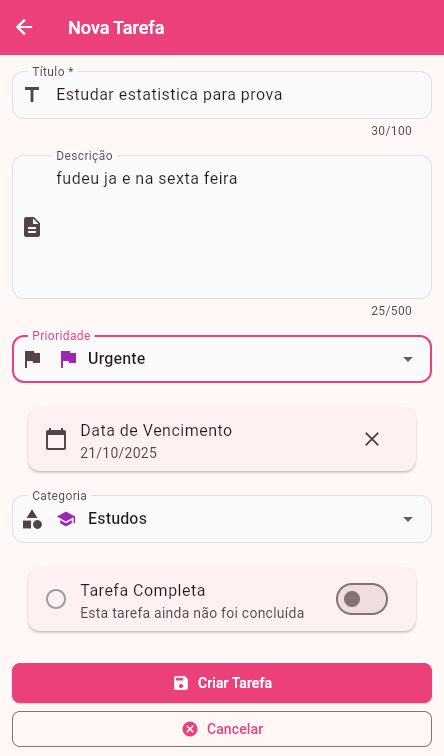 Nova Tarefa
Título *
Estudar estatistica para prova
30/100
Descrição
fudeu ja e na sexta feira
25/500
Prioridade
Urgente
Data de Vencimento
21/10/2025
Categoria
Estudos
Tarefa Completa
Esta tarefa ainda não foi concluída
Criar Tarefa
Cancelar